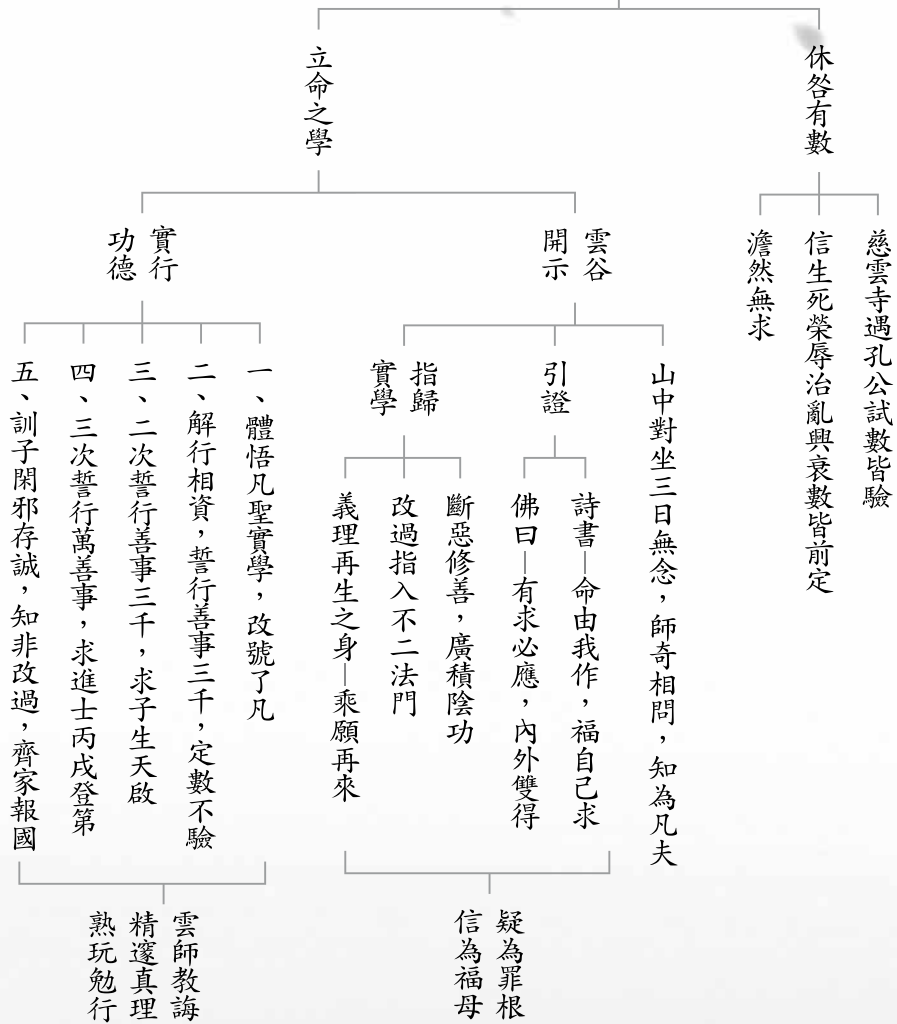 休咎有數
慈雲寺遇孔公試數皆驗
信生死榮辱治亂興衰數皆前定
澹然無求
立命之學
雲谷
開示
山中對坐三日無念，師奇相問，知為凡夫
引證
詩書—命由我作，福自己求
佛曰—有求必應，內外雙得
指歸
實學
斷惡修善，廣積陰功
改過指入不二法門
義理再生之身—乘願再來
疑為罪根
信為福母
實行
功德
一、體悟凡聖實學，改號了凡
二、解行相資，誓行善事三千，定數不驗
三、二次誓行善事三千，求子生天啟
四、三次誓行萬善事，求進士丙戌登第
五、訓子閑邪存誠，知非改過，齊家報國
雲師教誨
精邃真理
熟玩勉行